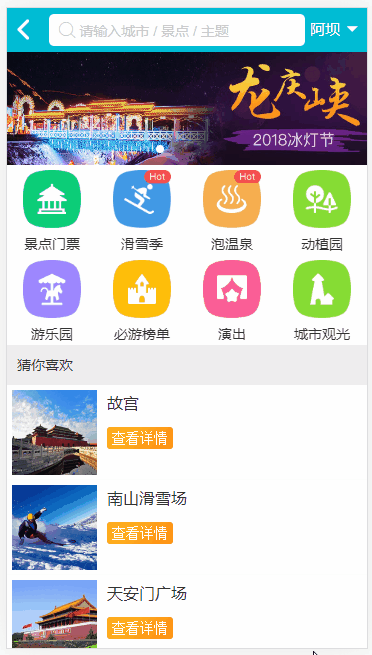 请输入城市 / 景点 / 主题
阿坝
龙庆峡
2018冰灯节
Hot
Hot
景点门票
滑雪季
泡温泉
动植园
游乐园
必游榜单
演出
城市观光
猜你喜欢
故宫
查看详情
南山滑雪场
查看详情
天安门广场
查看详情